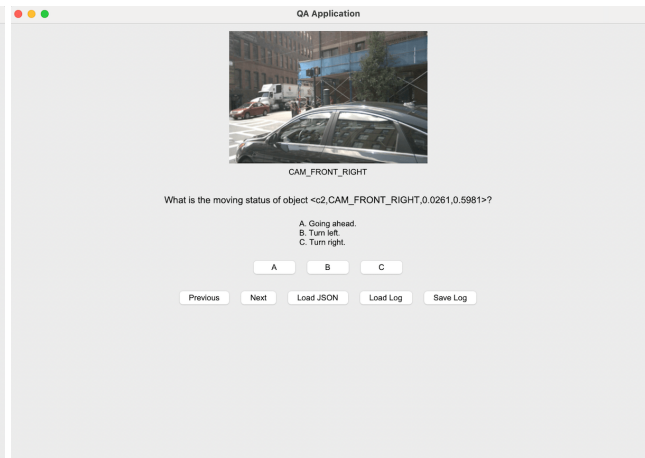 QA Application
CAM_FRONT_RIGHT
What is the moving status of object <c2,CAM_FRONT_RIGHT,0.0261,0.5981>?
A. Going ahead.
B. Turn left.
C. Turn right.
A B C
Previous Next Load JSON Load Log Save Log